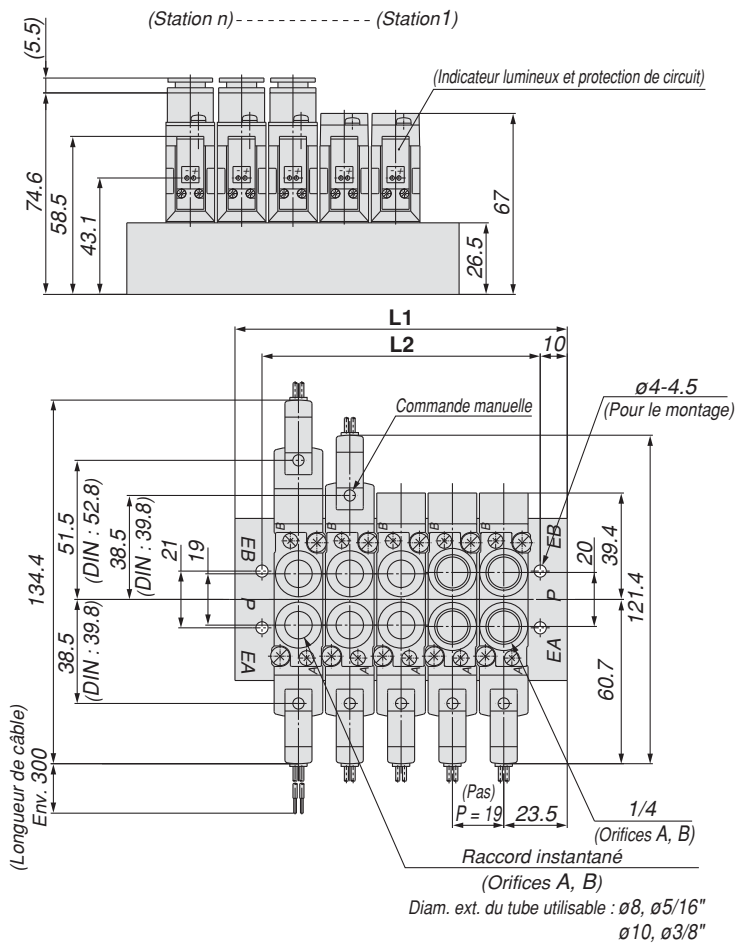 (Station n) (Station1)
(5.5)
(Indicateur lumineux et protection de circuit)
74.6
58.5
43.1
26.5
67
L1
L2
10
ø4-4.5
(Pour le montage)
Commande manuelle
134.4
51.5
(DIN : 52.8)
38.5
(DIN : 39.8)
21
19
38.5
(DIN : 39.8)
B
B
B
B
B
EB
P
EA
EB
P
EA
A
A
A
A
A
20
39.4
60.7
121.4
(Longueur de câble)
Env. 300
(Pas)
P = 19
23.5
1/4
(Orifices A, B)
Raccord instantané
(Orifices A, B)
Diam. ext. du tube utilisable : ø8, ø5/16"
ø10, ø3/8"